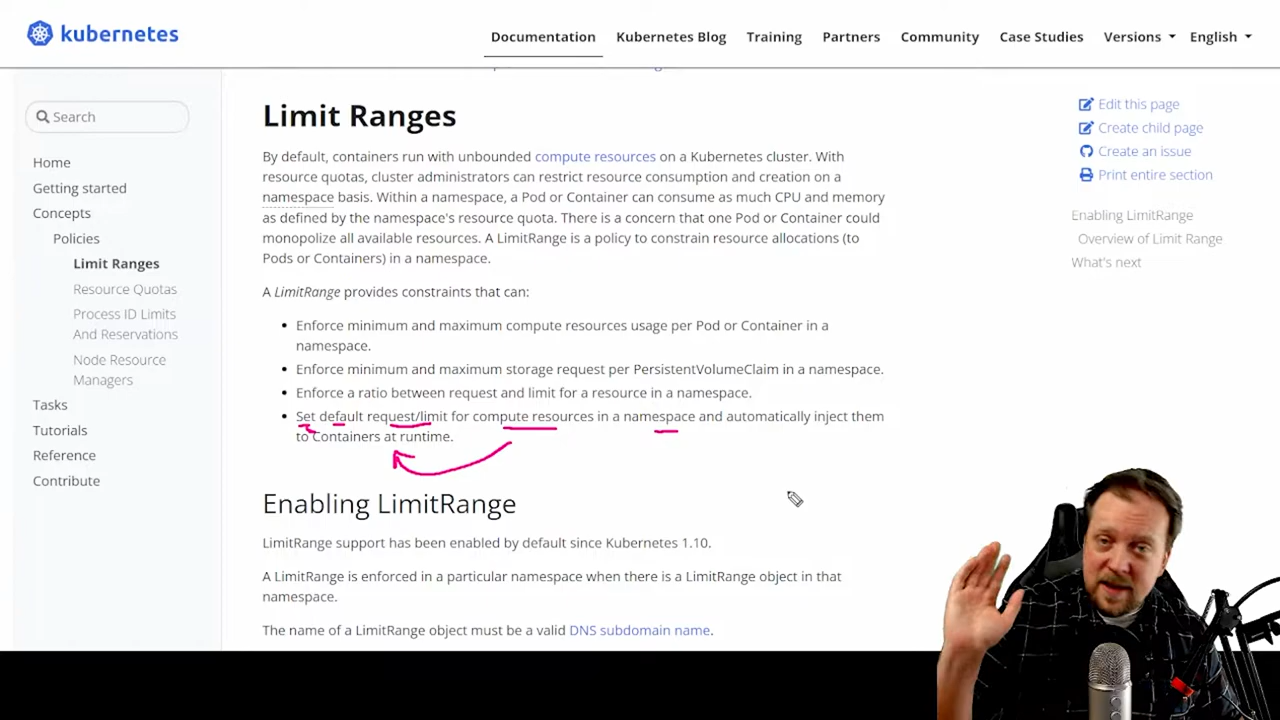 kubernetes
Documentation Kubernetes Blog Training Partners Community Case Studies Versions English
Search
Home
Getting started
Concepts
Policies
Limit Ranges
Resource Quotas
Process ID Limits
And Reservations
Node Resource
Managers
Tasks
Tutorials
Reference
Contribute
Limit Ranges
By default, containers run with unbounded compute resources on a Kubernetes cluster. With
resource quotas, cluster administrators can restrict resource consumption and creation on a
namespace basis. Within a namespace, a Pod or Container can consume as much CPU and memory
as defined by the namespace's resource quota. There is a concern that one Pod or Container could
monopolize all available resources. A LimitRange is a policy to constrain resource allocations (to
Pods or Containers) in a namespace.
A LimitRange provides constraints that can:
• Enforce minimum and maximum compute resources usage per Pod or Container in a
namespace.
• Enforce minimum and maximum storage request per PersistentVolumeClaim in a namespace.
• Enforce a ratio between request and limit for a resource in a namespace.
• Set default request/limit for compute resources in a namespace and automatically inject them
to Containers at runtime.
Enabling LimitRange
LimitRange support has been enabled by default since Kubernetes 1.10.
A LimitRange is enforced in a particular namespace when there is a LimitRange object in that
namespace.
The name of a LimitRange object must be a valid DNS subdomain name.
Edit this page
Create child page
Create an issue
Print entire section
Enabling LimitRange
Overview of Limit Range
What's next